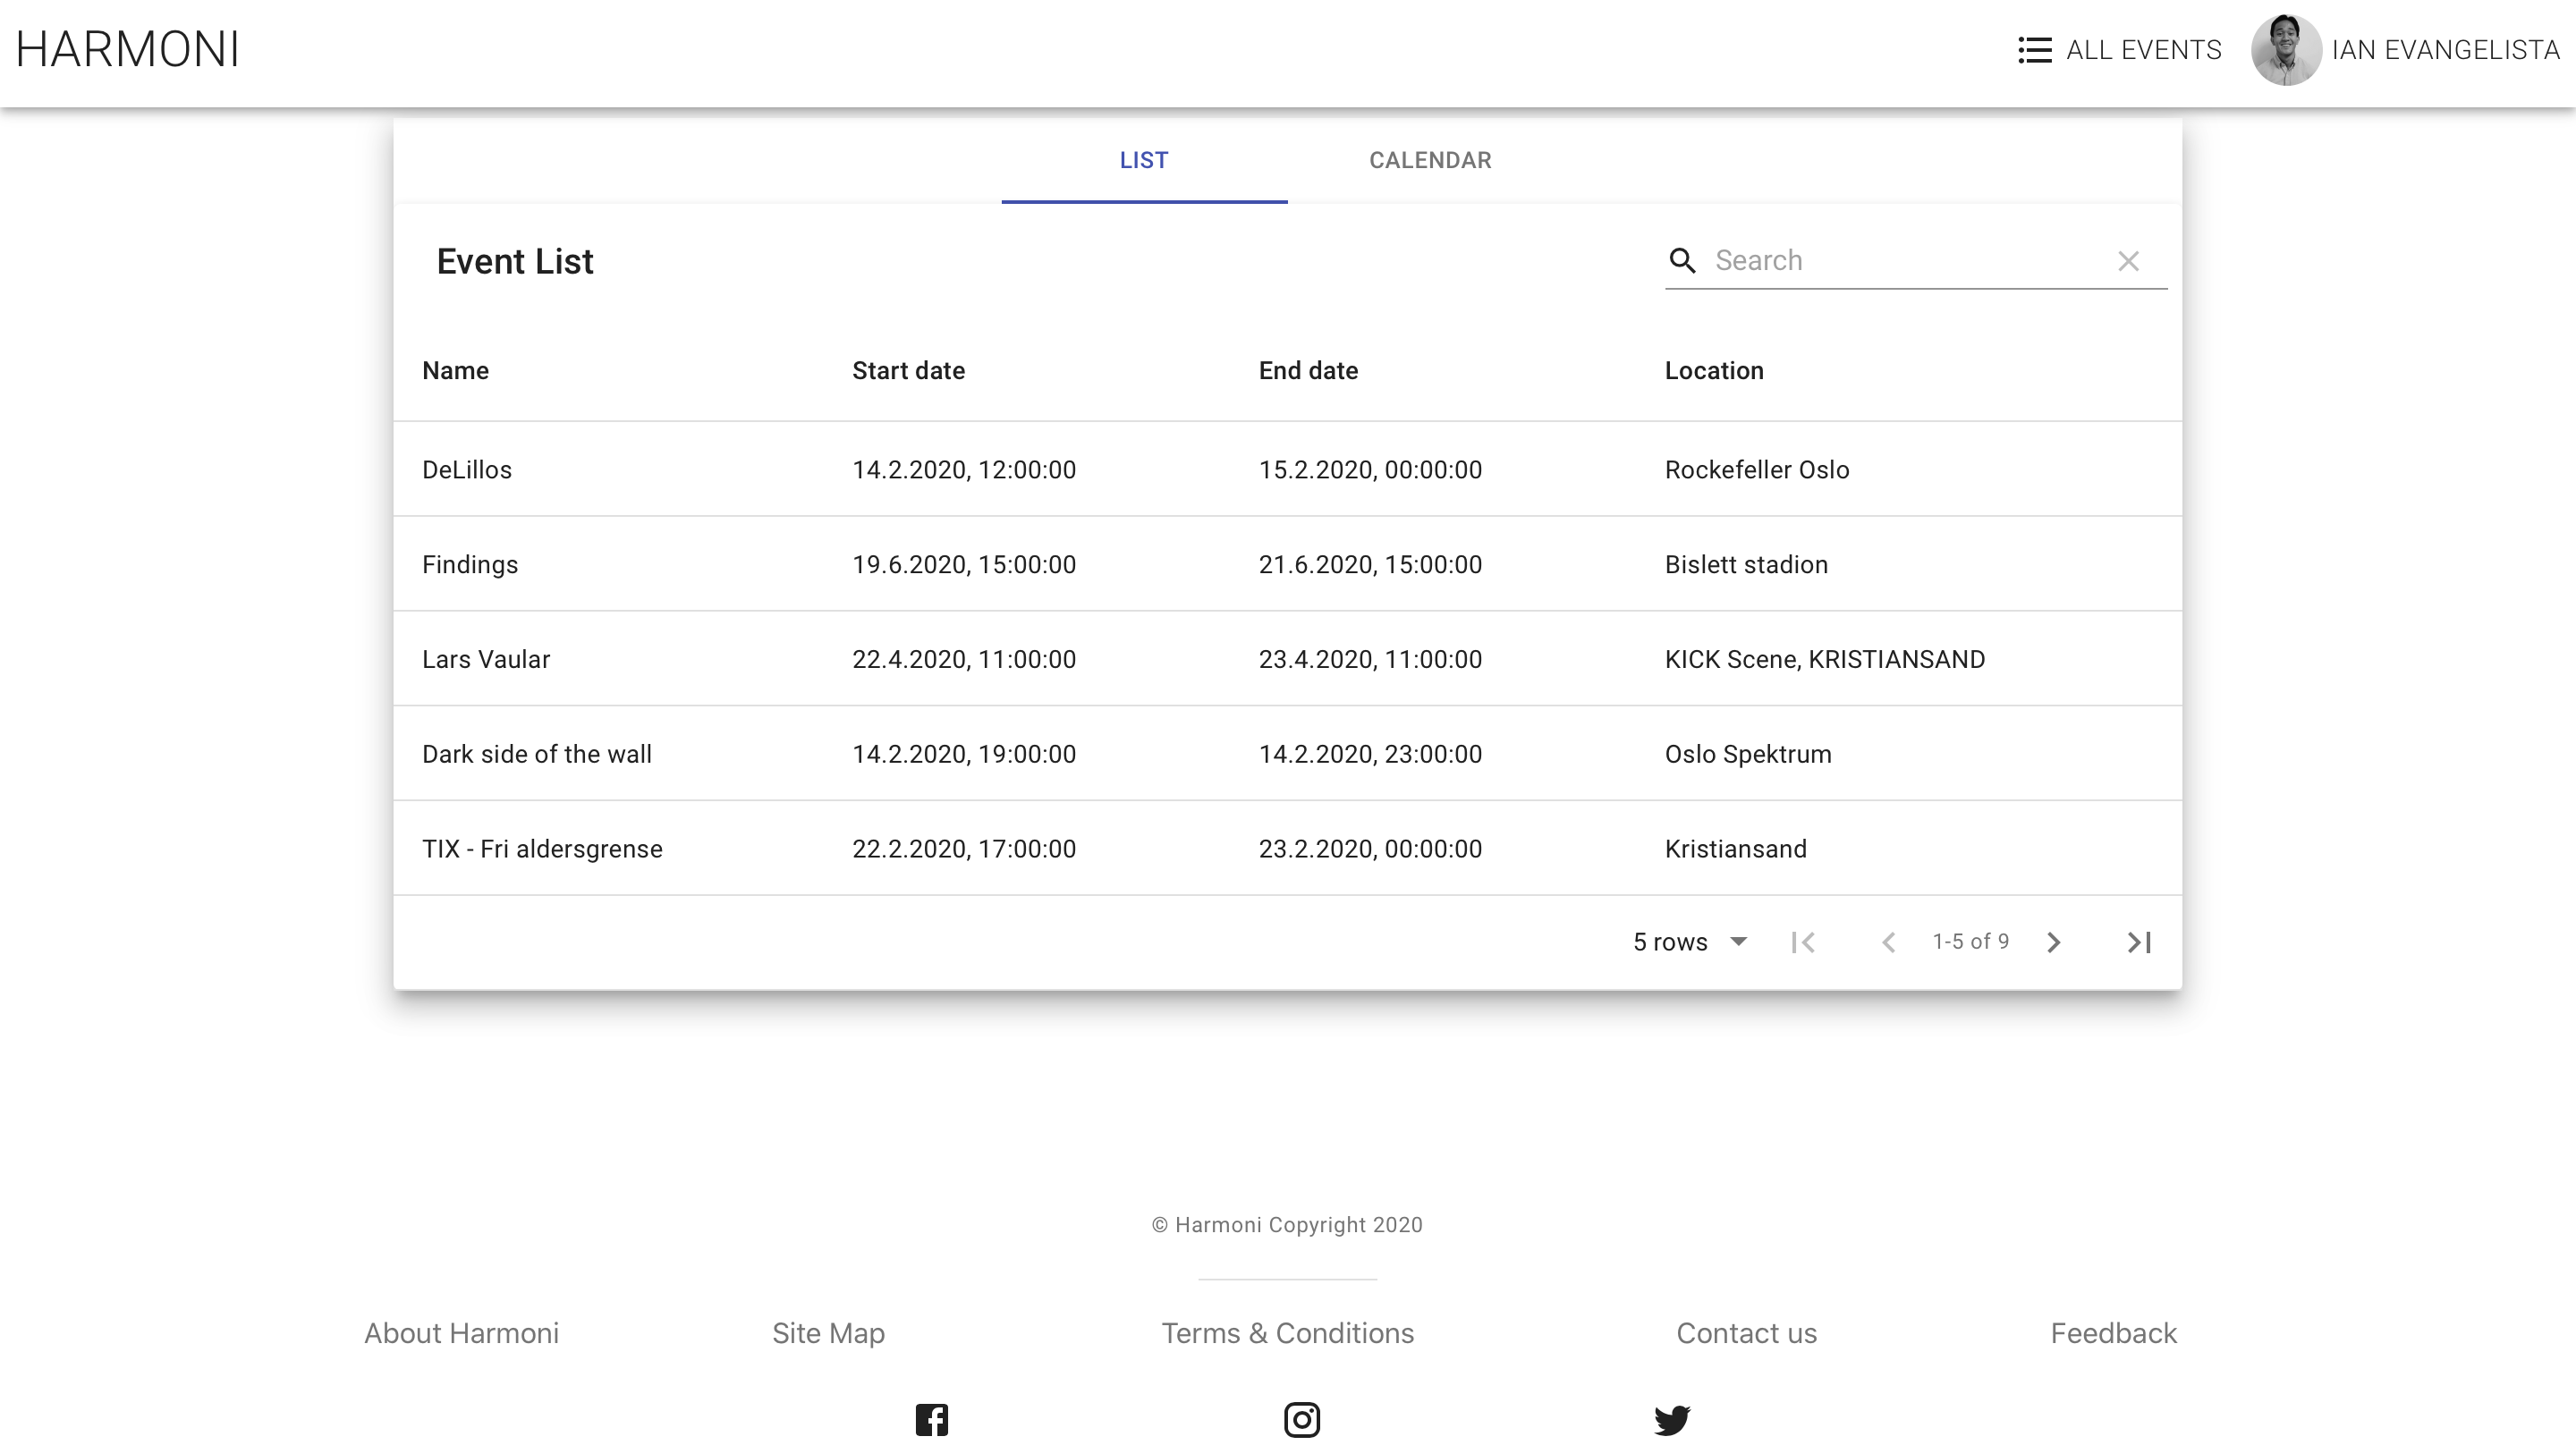 HARMONI
ALL EVENTS IAN EVANGELISTA
LIST CALENDAR
Event List
Search
Name Start date End date Location
DeLillos 14.2.2020, 12:00:00 15.2.2020, 00:00:00 Rockefeller Oslo
Findings 19.6.2020, 15:00:00 21.6.2020, 15:00:00 Bislett stadion
Lars Vaular 22.4.2020, 11:00:00 23.4.2020, 11:00:00 KICK Scene, KRISTIANSAND
Dark side of the wall 14.2.2020, 19:00:00 14.2.2020, 23:00:00 Oslo Spektrum
TIX - Fri aldersgrense 22.2.2020, 17:00:00 23.2.2020, 00:00:00 Kristiansand
5 rows 1-5 of 9
© Harmoni Copyright 2020
About Harmoni Site Map Terms & Conditions Contact us Feedback